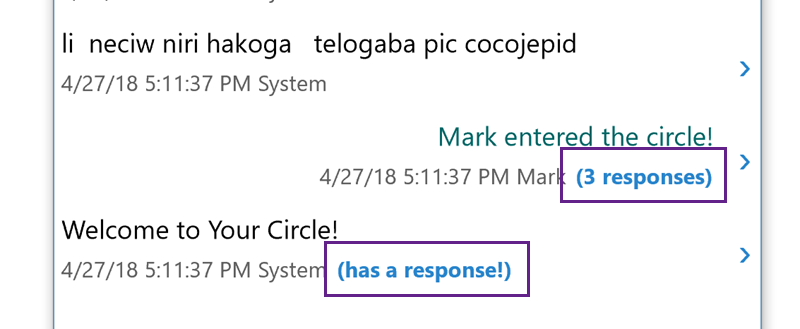 li  neciw niri hakoga   telogaba pic cocojepid
4/27/18 5:11:37 PM System
Mark entered the circle!
4/27/18 5:11:37 PM Mark (3 responses)
Welcome to Your Circle!
4/27/18 5:11:37 PM System (has a response!)